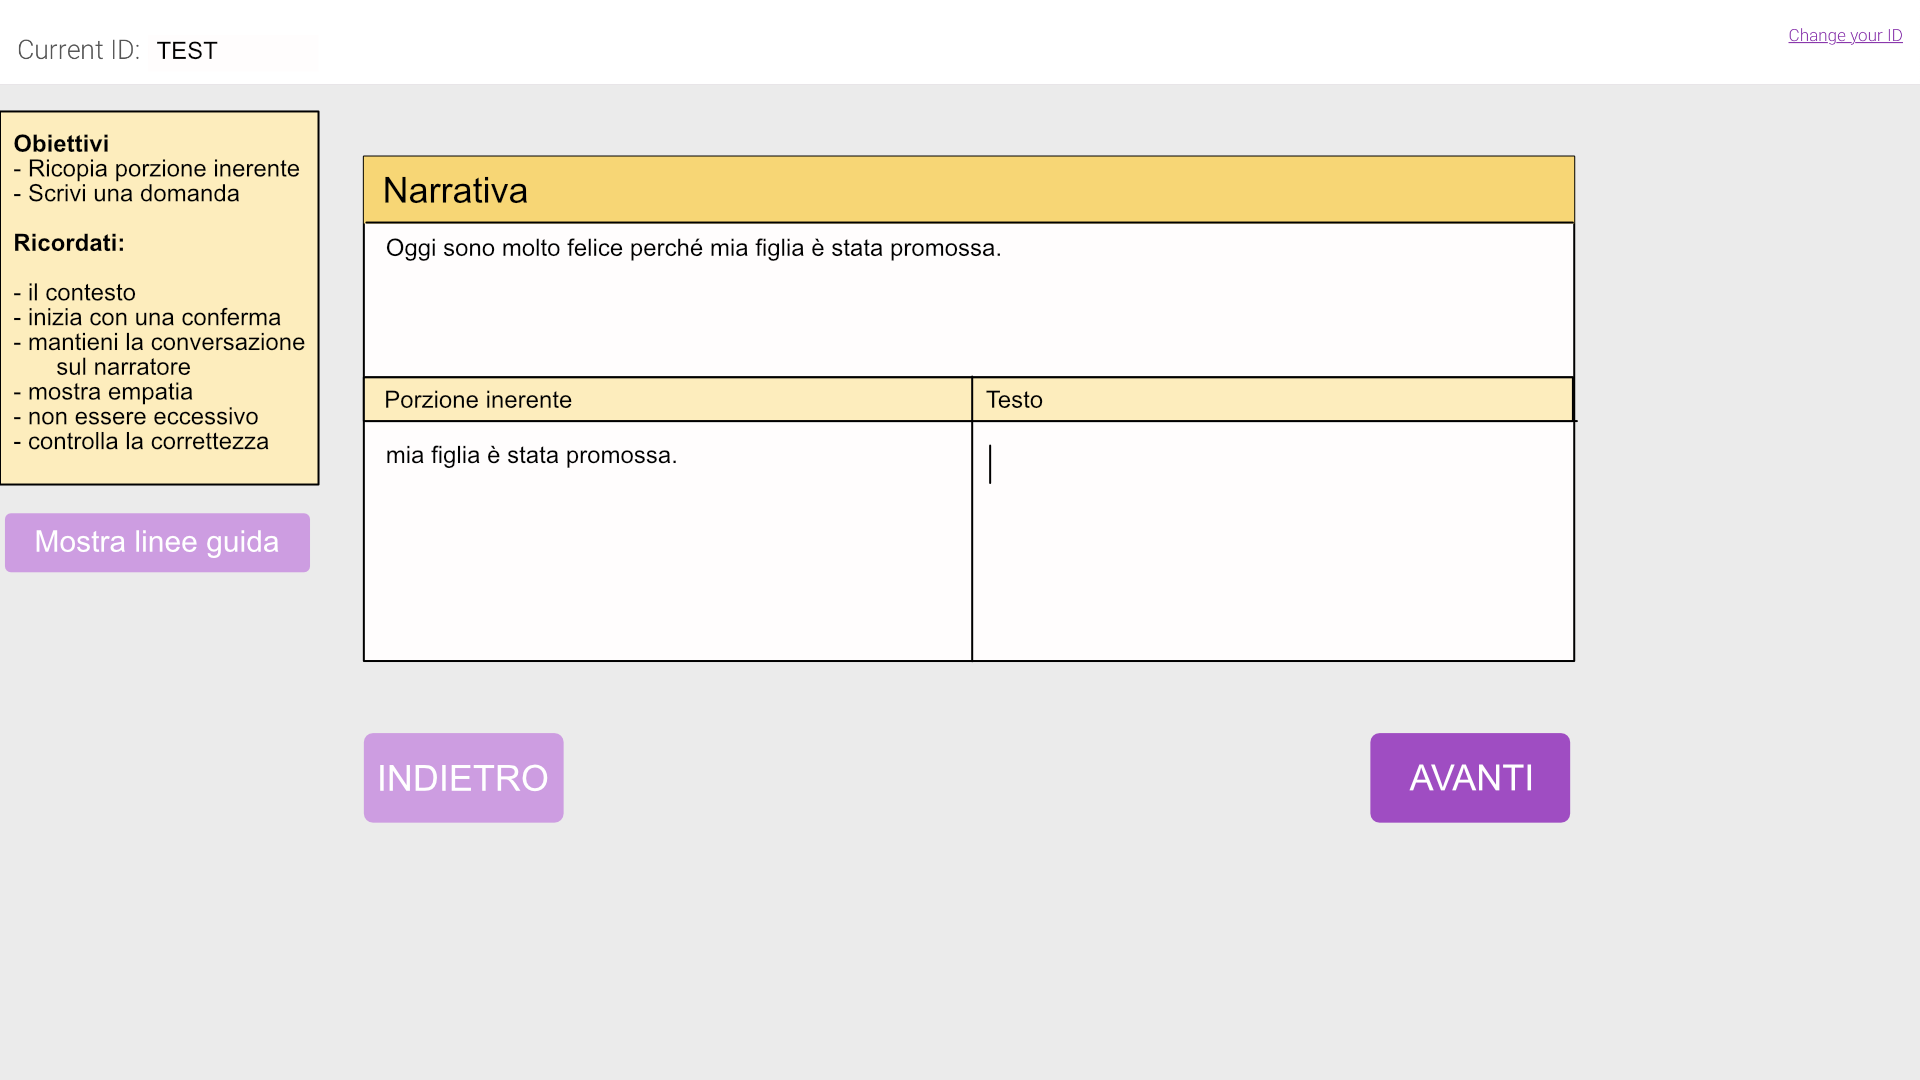 Current ID: TEST
Change your ID
Obiettivi
- Ricopia porzione inerente
- Scrivi una domanda
Ricordati:
- il contesto
- inizia con una conferma
- mantieni la conversazione
sul narratore
- mostra empatia
- non essere eccessivo
- controlla la correttezza
Mostra linee guida
Narrativa
Oggi sono molto felice perché mia figlia è stata promossa.
Porzione inerente
Testo
mia figlia è stata promossa.
INDIETRO
AVANTI